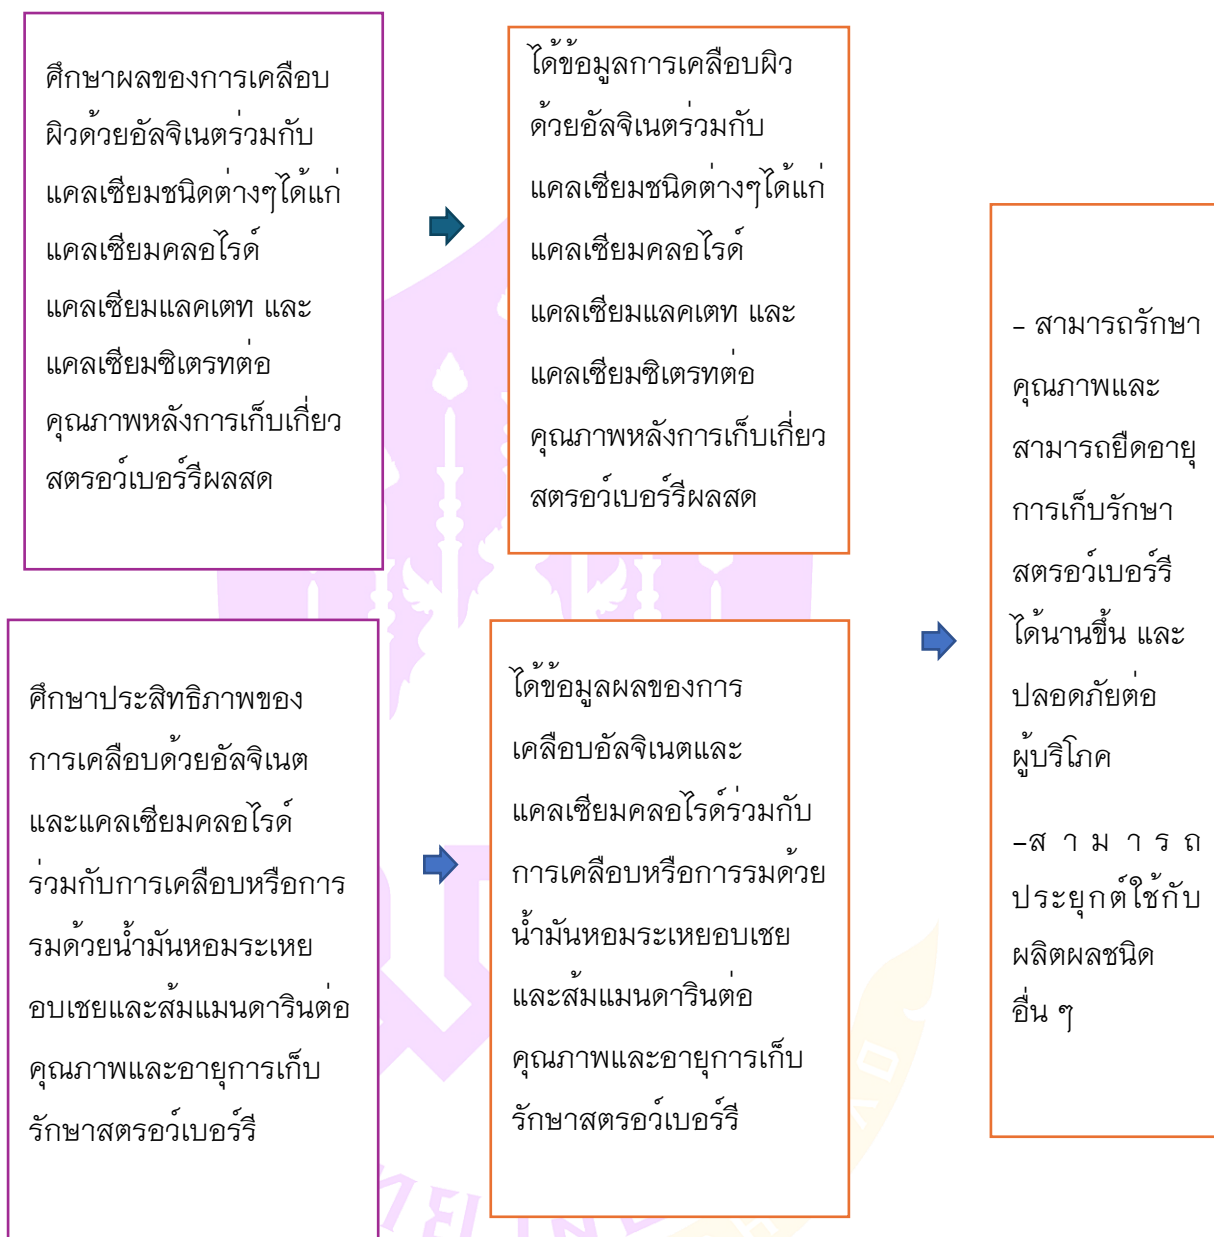 ศึกษาผลของการเคลือบ
ผิวด้วยอัลจิเนตร่วมกับ
แคลเซียมชนิดต่างๆได้แก่
แคลเซียมคลอไรด์
แคลเซียมแลคเตท และ
แคลเซียมซิเตรทต่อ
คุณภาพหลังการเก็บเกี่ยว
สตรอว์เบอร์รีผลสด
ได้ข้อมูลการเคลือบผิว
ด้วยอัลจิเนตร่วมกับ
แคลเซียมชนิดต่างๆได้แก่
แคลเซียมคลอไรด์
แคลเซียมแลคเตท และ
แคลเซียมซิเตรทต่อ
คุณภาพหลังการเก็บเกี่ยว
สตรอว์เบอร์รีผลสด
ศึกษาประสิทธิภาพของ
การเคลือบด้วยอัลจิเนต
และแคลเซียมคลอไรด์
ร่วมกับการเคลือบหรือการ
รมด้วยน้ำมันหอมระเหย
อบเชยและส้มแมนดารินต่อ
คุณภาพและอายุการเก็บ
รักษาสตรอว์เบอร์รี
ได้ข้อมูลผลของการ
เคลือบอัลจิเนตและ
แคลเซียมคลอไรด์ร่วมกับ
การเคลือบหรือการรมด้วย
น้ำมันหอมระเหยอบเชย
และส้มแมนดารินต่อ
คุณภาพและอายุการเก็บ
รักษาสตรอว์เบอร์รี
- สามารถรักษา
คุณภาพและ
สามารถยืดอายุ
การเก็บรักษา
สตรอว์เบอร์รี
ได้นานขึ้น และ
ปลอดภัยต่อ
ผู้บริโภค
-ส า ม า ร ถ
ประยุกต์ใช้กับ
ผลิตผลชนิด
อื่น ๆ